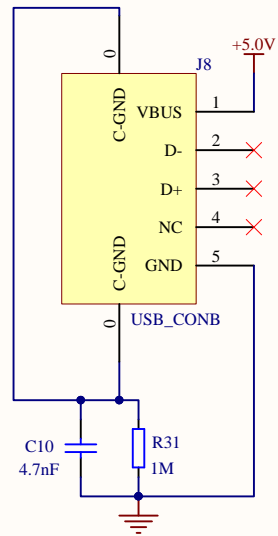 J8
+5.0V
0
C-GND
VBUS
1
D-
2
D+
3
NC
4
GND
5
C-GND
0
USB_CONB
C10
4.7nF
R31
1M